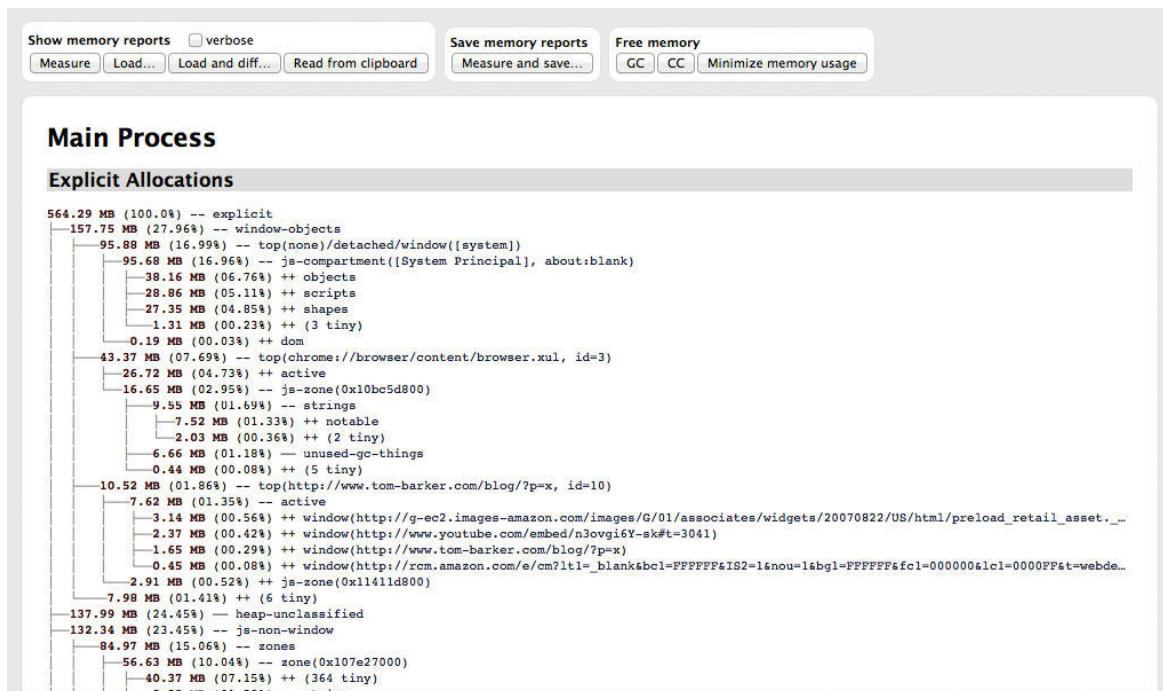 Show memory reports verbose
Measure Load... Load and diff... Read from clipboard
Save memory reports
Measure and save...
Free memory
GC CC Minimize memory usage
Main Process
Explicit Allocations
564.29 MB (100.0%) -- explicit
├──157.75 MB (27.96%) -- window-objects
│  ├───95.88 MB (16.99%) -- top(none)/detached/window([system])
│  │  ├──95.68 MB (16.96%) -- js-compartment([System Principal], about:blank)
│  │  │  ├──38.16 MB (06.76%) ++ objects
│  │  │  ├──28.86 MB (05.11%) ++ scripts
│  │  │  ├──27.35 MB (04.85%) ++ shapes
│  │  │  └───1.31 MB (00.23%) ++ (3 tiny)
│  │  └───0.19 MB (00.03%) ++ dom
│  ├───43.37 MB (07.69%) -- top(chrome://browser/content/browser.xul, id=3)
│  │  ├──26.72 MB (04.73%) ++ active
│  │  └──16.65 MB (02.95%) -- js-zone(0x10bc5d800)
│  │     ├───9.55 MB (01.69%) -- strings
│  │     │   ├──7.52 MB (01.33%) ++ notable
│  │     │   └──2.03 MB (00.36%) ++ (2 tiny)
│  │     ├───6.66 MB (01.18%) ── unused-gc-things
│  │     └───0.44 MB (00.08%) ++ (5 tiny)
│  ├───10.52 MB (01.86%) -- top(http://www.tom-barker.com/blog/?p=x, id=10)
│  │  ├───7.62 MB (01.35%) -- active
│  │  │   ├──3.14 MB (00.56%) ++ window(http://g-ec2.images-amazon.com/images/G/01/associates/widgets/20070822/US/html/preload_retail_asset._…
│  │  │   ├──2.37 MB (00.42%) ++ window(http://www.youtube.com/embed/n3ovgi6Y-sk#t=3041)
│  │  │   ├──1.65 MB (00.29%) ++ window(http://www.tom-barker.com/blog/?p=x)
│  │  │   └──0.45 MB (00.08%) ++ window(http://rcm.amazon.com/e/cm?lt1=_blank&bc1=FFFFFF&IS2=1&nou=1&bg1=FFFFFF&fc1=000000&lc1=0000FF&t=webde…
│  │  └───2.91 MB (00.52%) ++ js-zone(0x11411d800)
│  └────7.98 MB (01.41%) ++ (6 tiny)
├──137.99 MB (24.45%) ── heap-unclassified
├──132.34 MB (23.45%) -- js-non-window
│  ├───84.97 MB (15.06%) -- zones
│  │  ├──56.63 MB (10.04%) -- zone(0x107e27000)
│  │  │  ├──40.37 MB (07.15%) ++ (364 tiny)